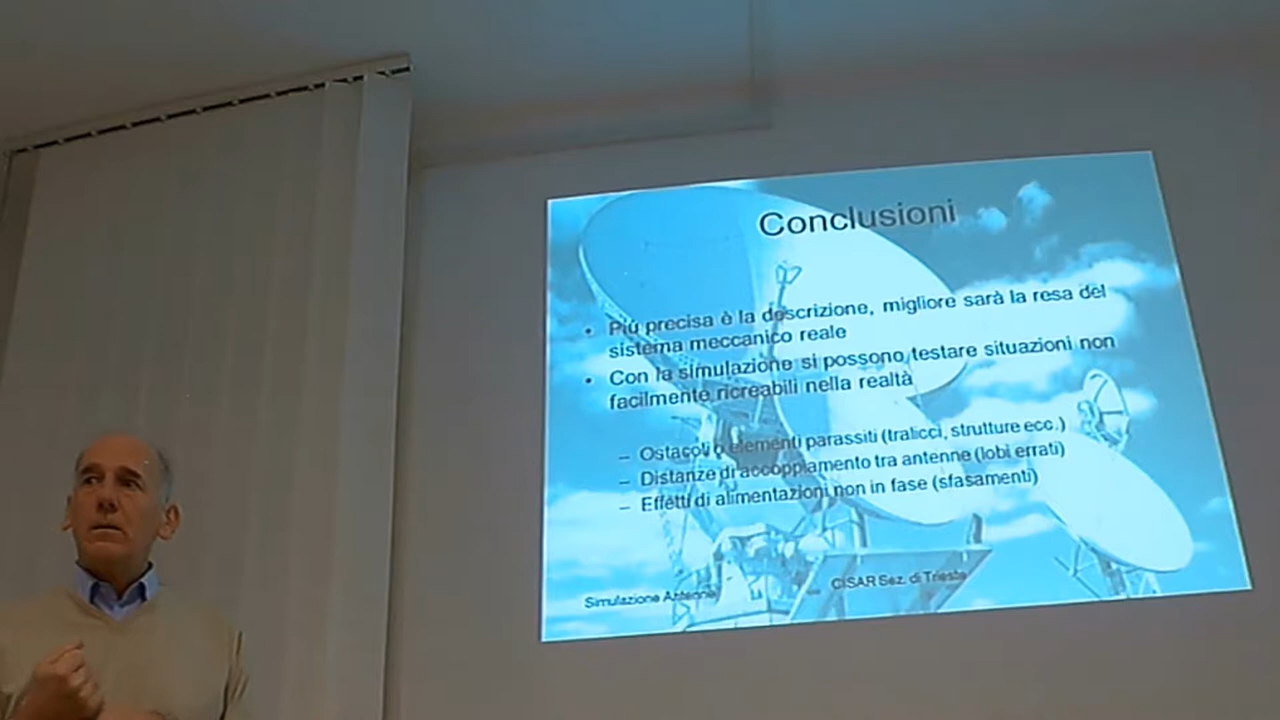 Conclusioni
• Più precisa è la descrizione, migliore sarà la resa del
sistema meccanico reale
• Con la simulazione si possono testare situazioni non
facilmente ricreabili nella realtà
– Ostacoli o elementi parassiti (tralicci, strutture ecc.)
– Distanze di accoppiamento tra antenne (lobi errati)
– Effetti di alimentazioni non in fase (sfasamenti)
Simulazione Antenne
CISAR Sez. di Trieste